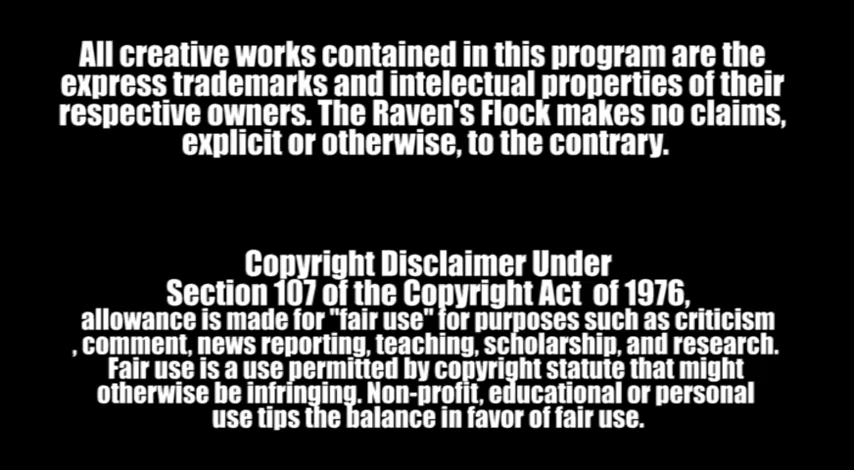 All creative works contained in this program are the
express trademarks and intelectual properties of their
respective owners. The Raven's Flock makes no claims,
explicit or otherwise, to the contrary.
Copyright Disclaimer Under
Section 107 of the Copyright Act  of 1976,
allowance is made for "fair use" for purposes such as criticism
, comment, news reporting, teaching, scholarship, and research.
Fair use is a use permitted by copyright statute that might
otherwise be infringing. Non-profit, educational or personal
use tips the balance in favor of fair use.